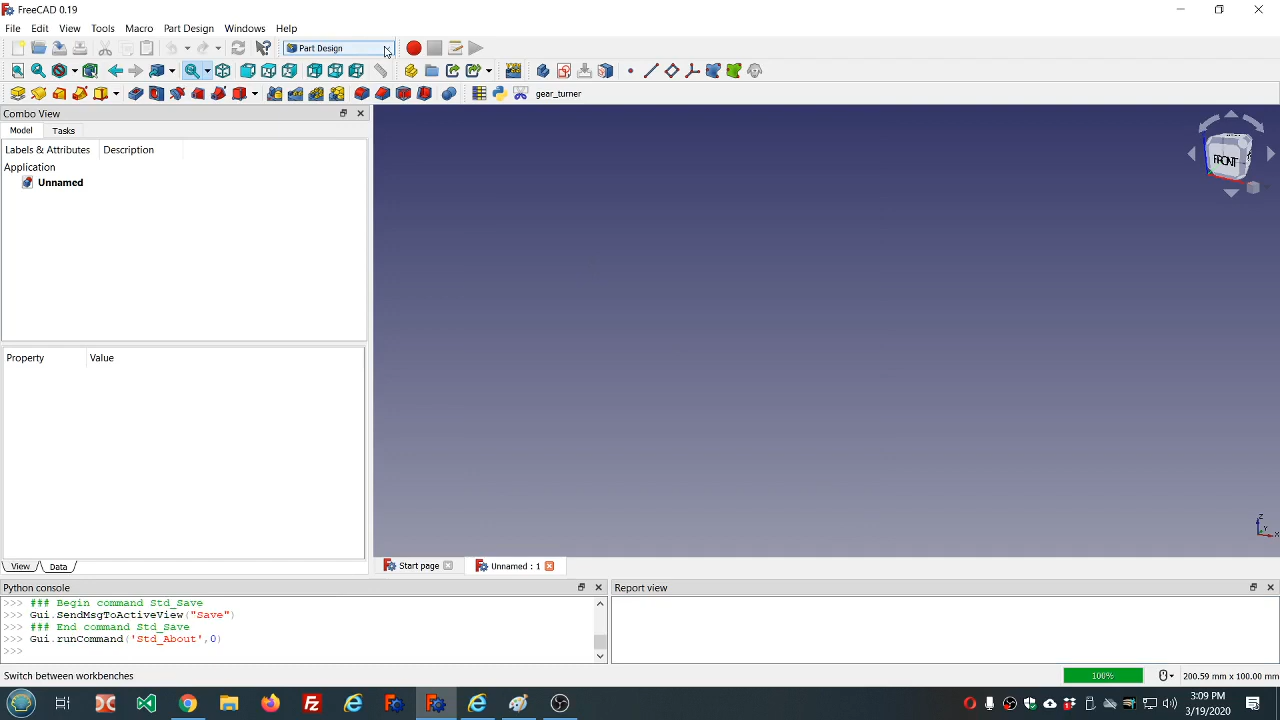 FreeCAD 0.19
File Edit View Tools Macro Part Design Windows Help
Part Design
gear_turner
Combo View
Model Tasks
Labels & Attributes Description
Application
Unnamed
FRONT
Z
Y
X
Property Value
View Data
Start page Unnamed : 1
Python console
>>> ### Begin command Std_Save
>>> Gui.SendMsgToActiveView("Save")
>>> ### End command Std_Save
>>> Gui.runCommand('Std_About',0)
>>>
Report view
Switch between workbenches
100%
200.59 mm x 100.00 mm
3:09 PM
3/19/2020